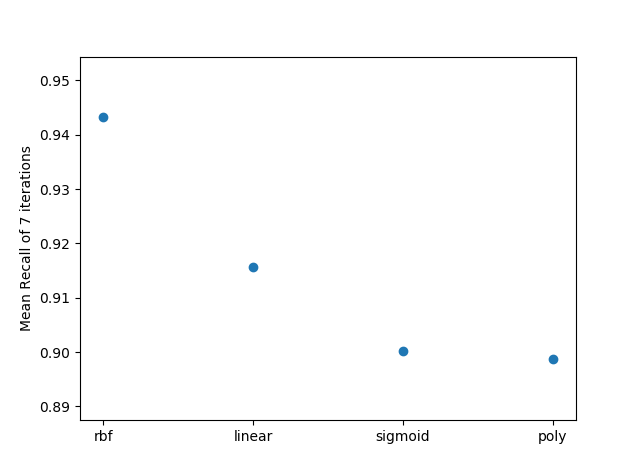 Mean Recall of 7 iterations
0.95
0.94
0.93
0.92
0.91
0.90
0.89
rbf
linear
sigmoid
poly